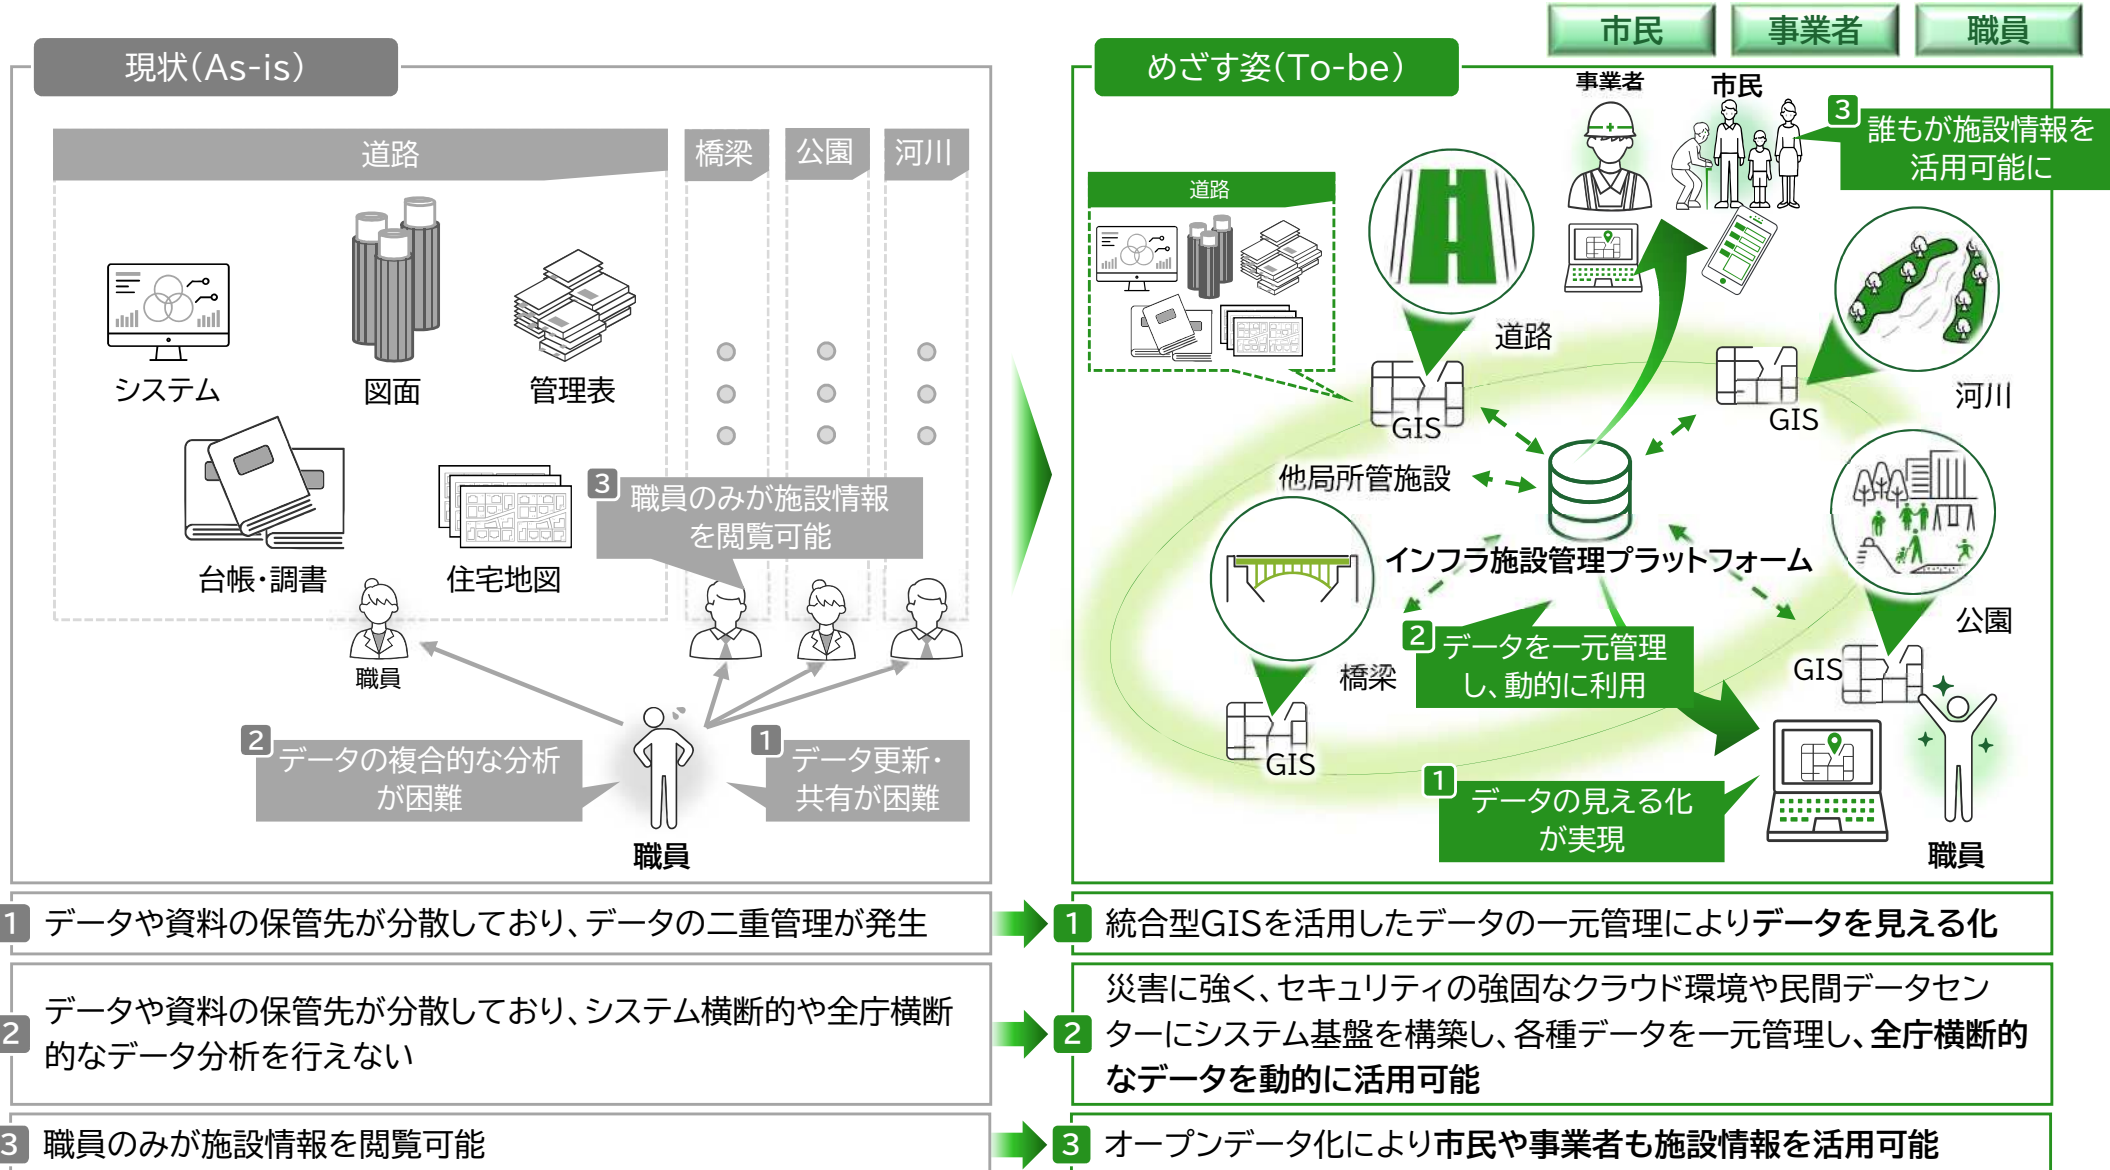 市民
事業者
職員
現状(As-is)
道路
橋梁
公園
河川
システム
図面
管理表
台帳・調書
住宅地図
3
職員のみが施設情報
を閲覧可能
職員
2
データの複合的な分析
が困難
1
データ更新・
共有が困難
職員
めざす姿(To-be)
事業者
市民
3
誰もが施設情報を
活用可能に
道路
道路
GIS
河川
GIS
他局所管施設
インフラ施設管理プラットフォーム
橋梁
GIS
公園
GIS
2
データを一元管理
し、動的に利用
1
データの見える化
が実現
職員
1
データや資料の保管先が分散しており、データの二重管理が発生
1
統合型GISを活用したデータの一元管理によりデータを見える化
2
データや資料の保管先が分散しており、システム横断的や全庁横断
的なデータ分析を行えない
2
災害に強く、セキュリティの強固なクラウド環境や民間データセン
ターにシステム基盤を構築し、各種データを一元管理し、全庁横断的
なデータを動的に活用可能
3
職員のみが施設情報を閲覧可能
3
オープンデータ化により市民や事業者も施設情報を活用可能